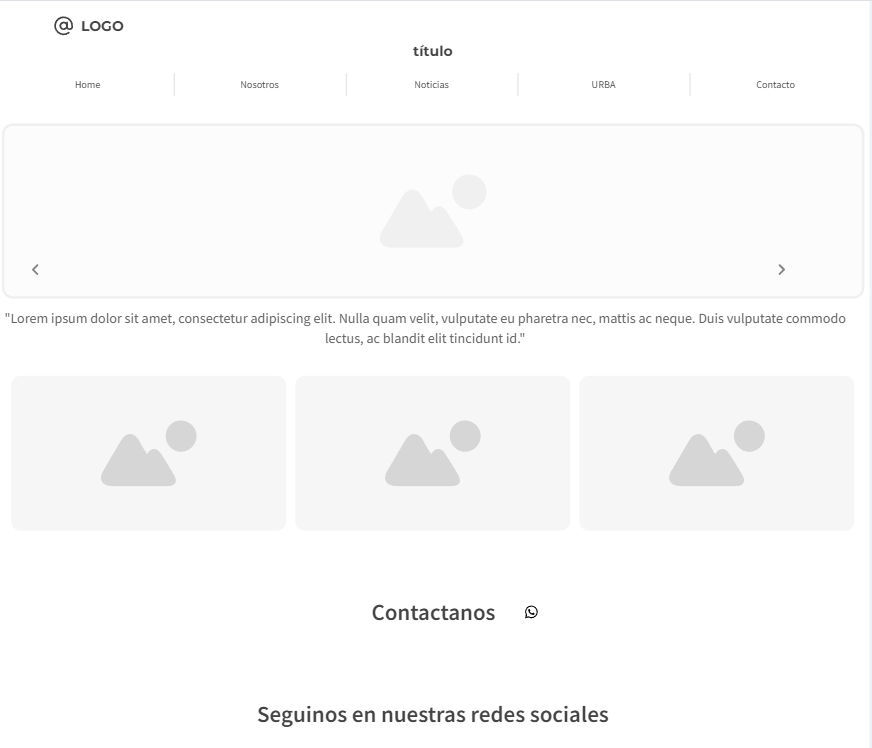 @ LOGO
título
Home Nosotros Noticias URBA Contacto
"Lorem ipsum dolor sit amet, consectetur adipiscing elit. Nulla quam velit, vulputate eu pharetra nec, mattis ac neque. Duis vulputate commodo
lectus, ac blandit elit tincidunt id."
Contactanos
Seguinos en nuestras redes sociales